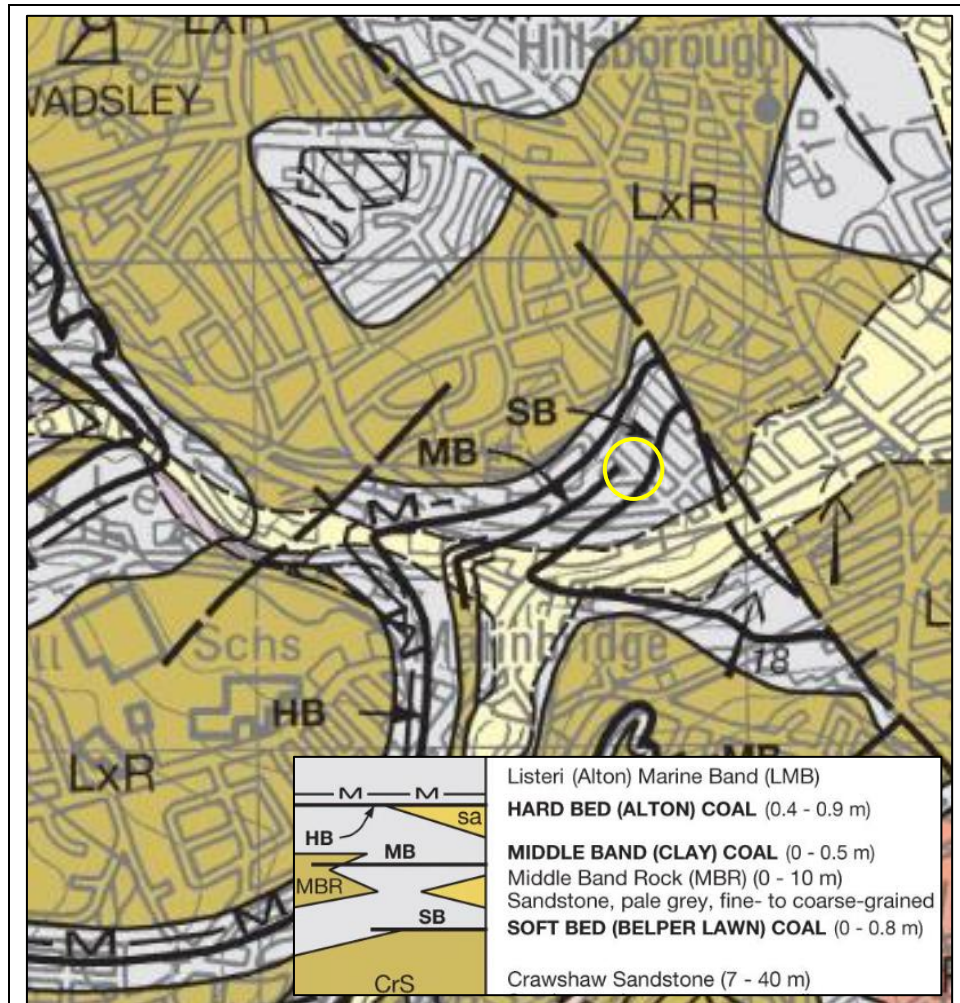 LxR
Hillsborough
WADSLEY
LxR
SB
MB
M
e
M
Schs
Malinbridge
18
HB
LxR
M
M
M M
HB
sa
MB
MBR
SB
CrS
Listeri (Alton) Marine Band (LMB)
HARD BED (ALTON) COAL (0.4 - 0.9 m)
MIDDLE BAND (CLAY) COAL (0 - 0.5 m)
Middle Band Rock (MBR) (0 - 10 m)
Sandstone, pale grey, fine- to coarse-grained
SOFT BED (BELPER LAWN) COAL (0 - 0.8 m)
Crawshaw Sandstone (7 - 40 m)